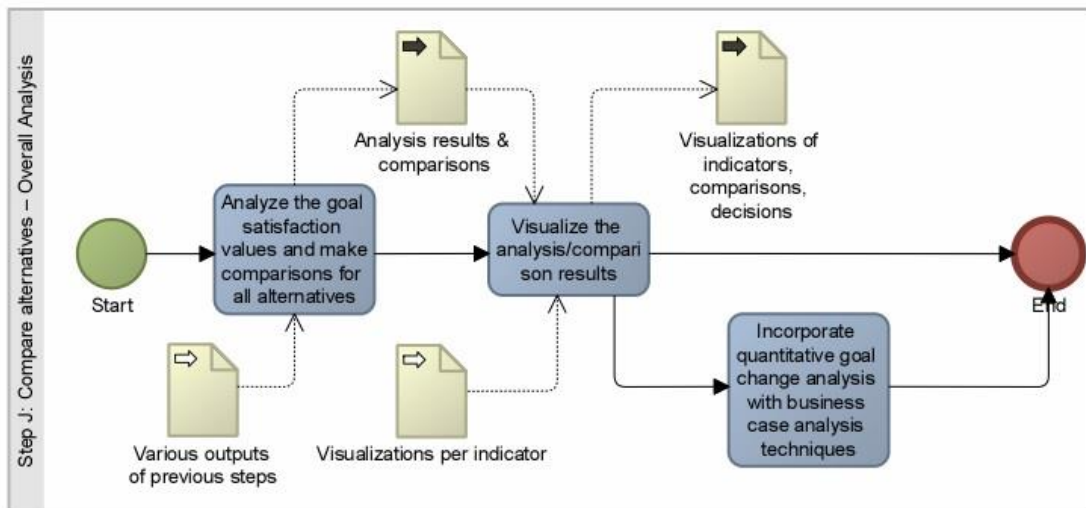 Step J: Compare alternatives – Overall Analysis
Analysis results &
comparisons
Visualizations of
indicators,
comparisons,
decisions
Start
Analyze the goal
satisfaction
values and make
comparisons for
all alternatives
Visualize the
analysis/compari
son results
End
Incorporate
quantitative goal
change analysis
with business
case analysis
techniques
Various outputs
of previous steps
Visualizations per indicator